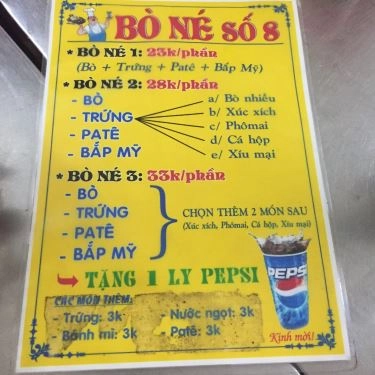 BÒ NÉ SỐ 8
* BÒ NÉ 1: 23k/phần
(Bò + Trứng + Patê + Bắp Mỹ)
* BÒ NÉ 2: 28k/phần
- BÒ
- TRỨNG
- PATÊ
- BẮP MỸ
a/ Bò nhiều
b/ Xúc xích
c/ Phômai
d/ Cá hộp
e/ Xíu mại
* BÒ NÉ 3: 33k/phần
- BÒ
- TRỨNG
- PATÊ
- BẮP MỸ
CHỌN THÊM 2 MÓN SAU
(Xúc xích, Phômai, Cá hộp, Xíu mại)
TẶNG 1 LY PEPSI
PEPSI
CÁC MÓN THÊM:
- Trứng: 3k
- Bánh mì: 3k
- Nước ngọt: 3k
Patê: 3k
Kính mời!